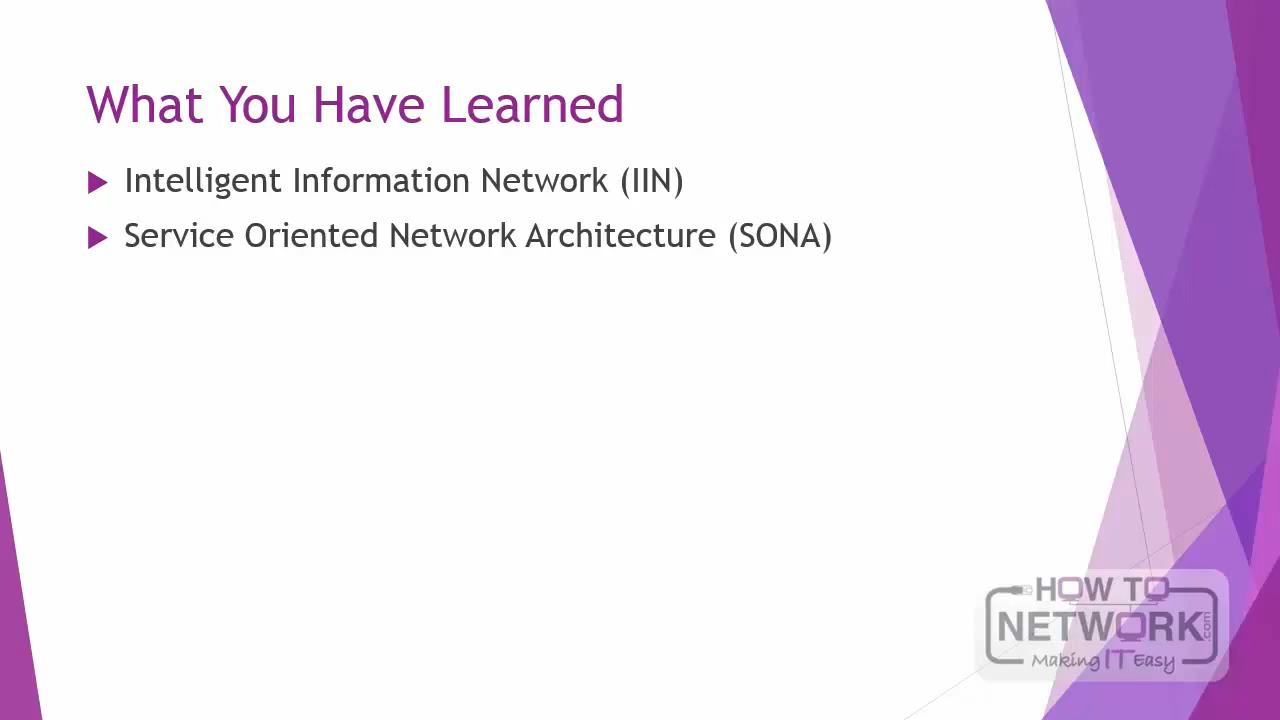 What You Have Learned
Intelligent Information Network (IIN)
Service Oriented Network Architecture (SONA)
HOW TO
NETWORK.com
Making IT Easy